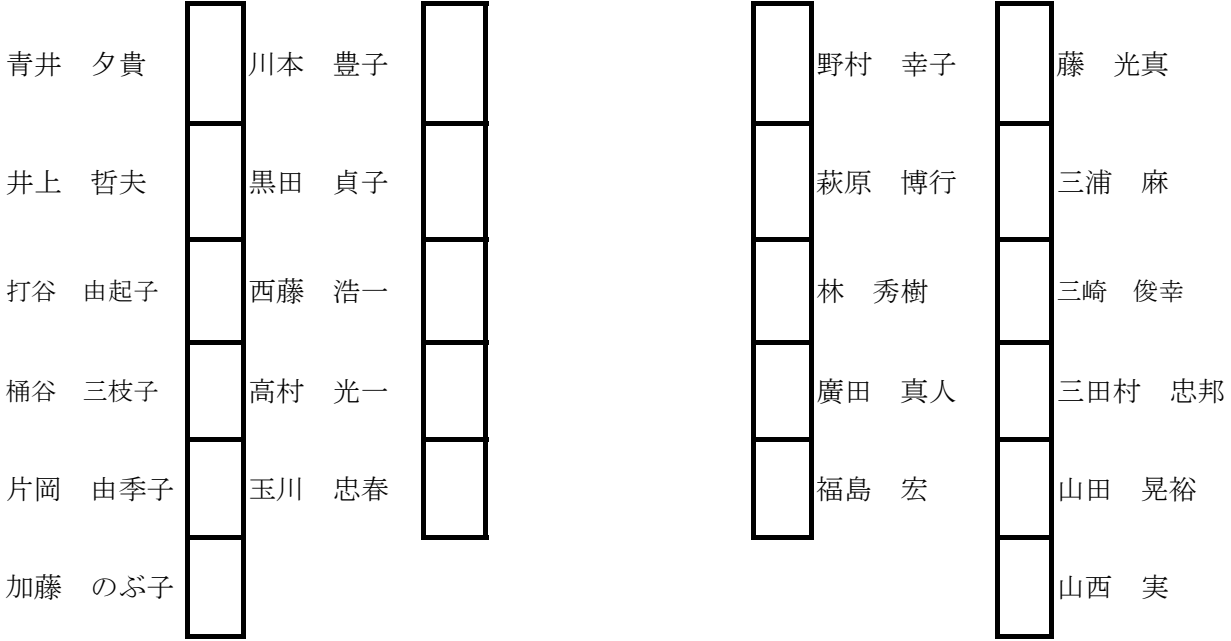 青井　夕貴
井上　哲夫
打谷　由起子
桶谷　三枝子
片岡　由季子
加藤　のぶ子
川本　豊子
黒田　貞子
西藤　浩一
高村　光一
玉川　忠春
野村　幸子
萩原　博行
林　秀樹
廣田　真人
福島　宏
藤　光真
三浦　麻
三崎　俊幸
三田村　忠邦
山田　晃裕
山西　実